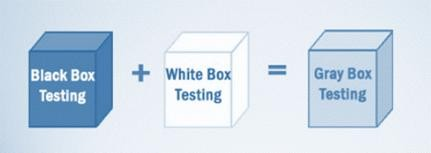 Black Box
Testing
+
White Box
Testing
=
Gray Box
Testing